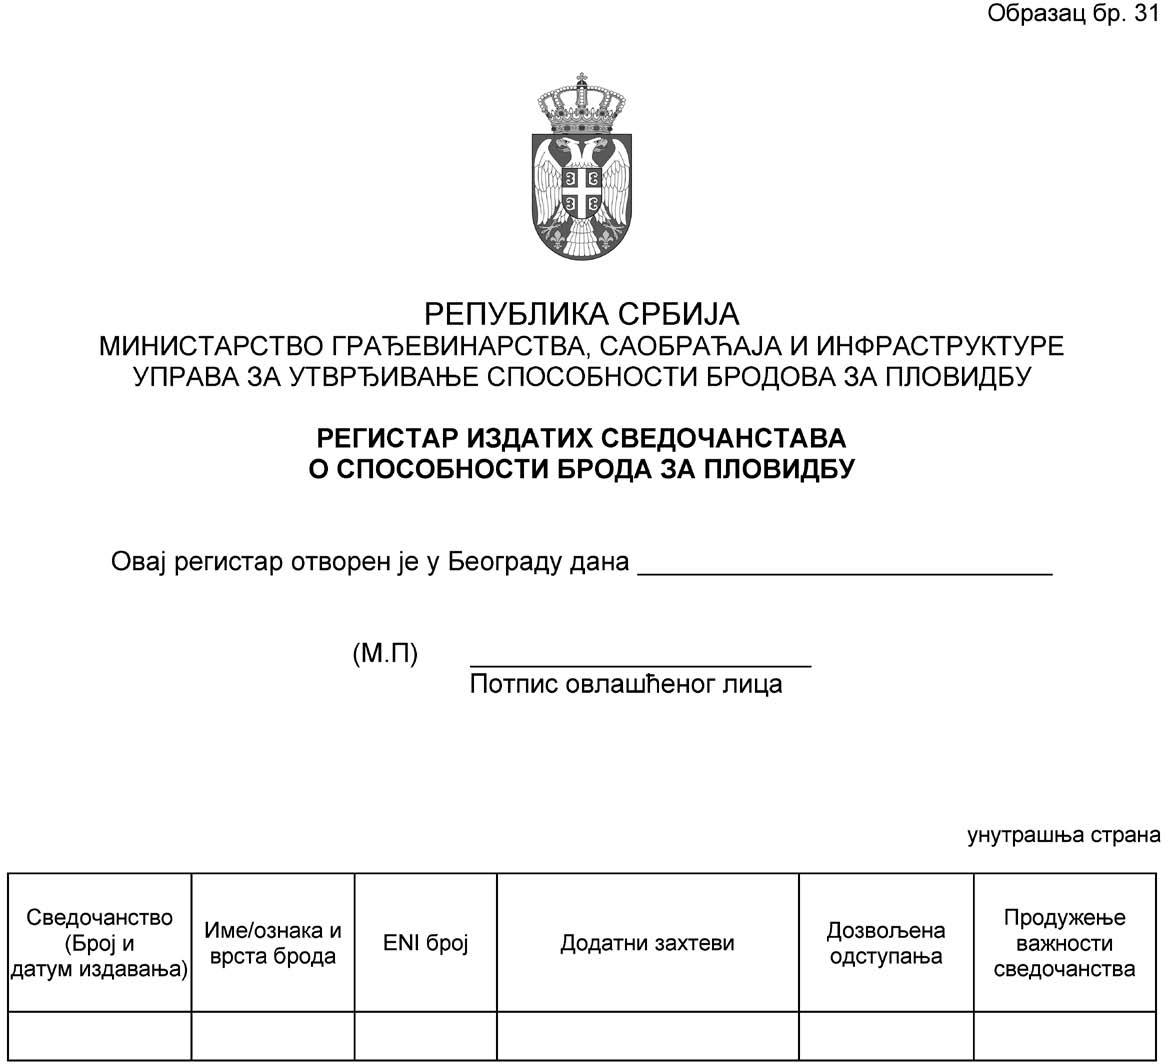 Образац бр. 31
РЕПУБЛИКА СРБИЈА
МИНИСТАРСТВО ГРАЂЕВИНАРСТВА, САОБРАЋАЈА И ИНФРАСТРУКТУРЕ
УПРАВА ЗА УТВРЂИВАЊЕ СПОСОБНОСТИ БРОДОВА ЗА ПЛОВИДБУ
РЕГИСТАР ИЗДАТИХ СВЕДОЧАНСТАВА
О СПОСОБНОСТИ БРОДА ЗА ПЛОВИДБУ
Овај регистар отворен је у Београду дана
(М.П)
Потпис овлашћеног лица
унутрашња страна
Сведочанство
(Број и
датум издавања)
Име/ознака и
врста брода
ENI број
Додатни захтеви
Дозвољена
одступања
Продужење
важности
сведочанства